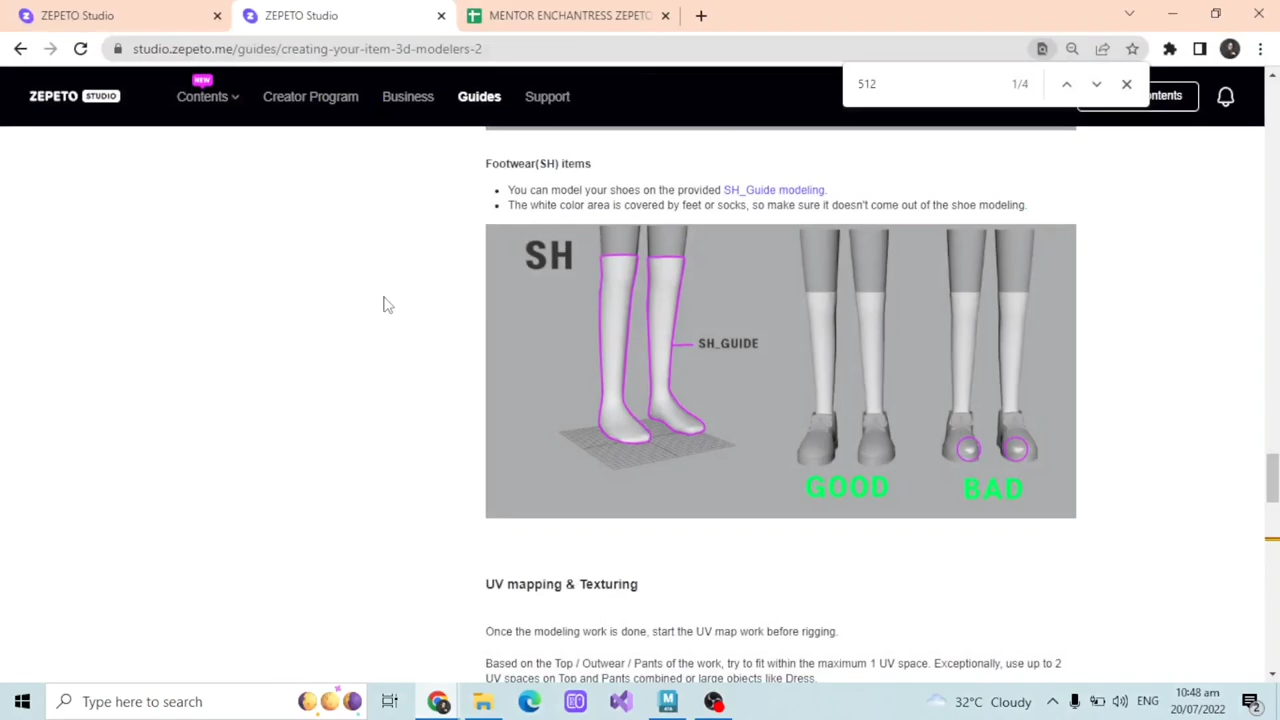 ZEPETO Studio
ZEPETO Studio
MENTOR ENCHANTRESS ZEPETO
studio.zepeto.me/guides/creating-your-item-3d-modelers-2
512
1/4
NEW
ZEPETO STUDIO
Contents
Creator Program
Business
Guides
Support
ntents
Footwear(SH) items
You can model your shoes on the provided SH_Guide modeling.
The white color area is covered by feet or socks, so make sure it doesn't come out of the shoe modeling.
SH
SH_GUIDE
GOOD
BAD
UV mapping & Texturing
Once the modeling work is done, start the UV map work before rigging.
Based on the Top / Outwear / Pants of the work, try to fit within the maximum 1 UV space. Exceptionally, use up to 2
UV spaces on Top and Pants combined or large objects like Dress.
Type here to search
32°C Cloudy
ENG
10:48 am
20/07/2022
2